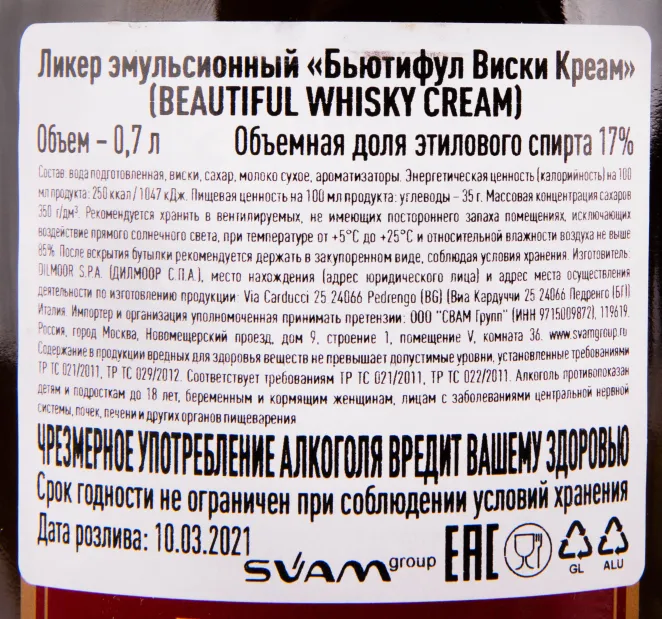 Ликер эмульсионный «Бьютифул Виски Креам»
(BEAUTIFUL WHISKY CREAM)
Объем – 0,7 л Объемная доля этилового спирта 17%
Состав: вода подготовленная, виски, сахар, молоко сухое, ароматизаторы. Энергетическая ценность (калорийность) на 100
мл продукта: 250 ккал / 1047 кДж. Пищевая ценность на 100 мл продукта: углеводы – 35 г. Массовая концентрация сахаров
350 г/дм³. Рекомендуется хранить в вентилируемых, не имеющих постороннего запаха помещениях, исключающих
воздействие прямого солнечного света, при температуре от +5°С до +25°С и относительной влажности воздуха не выше
85%. После вскрытия бутылки рекомендуется держать в закупоренном виде, соблюдая условия хранения. Изготовитель:
DILMOOR S.P.A. (ДИЛМООР С.П.А.), место нахождения (адрес юридического лица) и адрес места осуществления
деятельности по изготовлению продукции: Via Carducci 25 24066 Pedrengo (BG) (Виа Кардуччи 25 24066 Педренго (БГ))
Италия. Импортер и организация уполномоченная принимать претензии: ООО "СВАМ Групп" (ИНН 9715009872), 119619,
Россия, город Москва, Новомещерский проезд, дом 9, строение 1, помещение V, комната 36. www.svamgroup.ru
Содержание в продукции вредных для здоровья веществ не превышает допустимые уровни, установленные требованиями
ТР ТС 021/2011, ТР ТС 029/2012. Соответствует требованиям ТР ТС 021/2011, ТР ТС 022/2011. Алкоголь противопоказан
детям и подросткам до 18 лет, беременным и кормящим женщинам, лицам с заболеваниями центральной нервной
системы, почек, печени и других органов пищеварения
ЧРЕЗМЕРНОЕ УПОТРЕБЛЕНИЕ АЛКОГОЛЯ ВРЕДИТ ВАШЕМУ ЗДОРОВЬЮ
Срок годности не ограничен при соблюдении условий хранения
Дата розлива: 10.03.2021
SVAM group EAC GL ALU